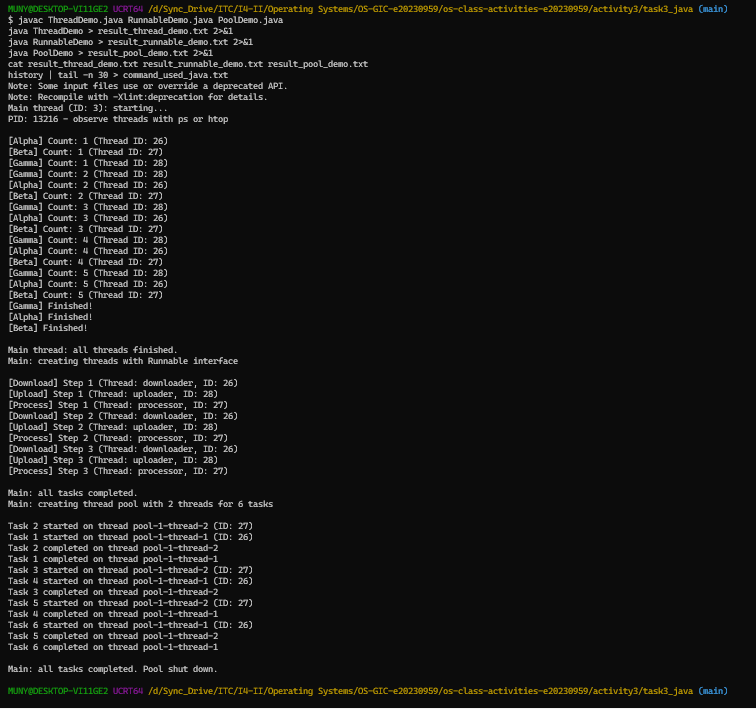 MUNY@DESKTOP-VI11GE2 UCRT64 /d/Sync_Drive/ITC/I4-II/Operating Systems/OS-GIC-e20230959/os-class-activities-e20230959/activity3/task3_java (main)
$ javac ThreadDemo.java RunnableDemo.java PoolDemo.java
java ThreadDemo > result_thread_demo.txt 2>&1
java RunnableDemo > result_runnable_demo.txt 2>&1
java PoolDemo > result_pool_demo.txt 2>&1
cat result_thread_demo.txt result_runnable_demo.txt result_pool_demo.txt
history | tail -n 30 > command_used_java.txt
Note: Some input files use or override a deprecated API.
Note: Recompile with -Xlint:deprecation for details.
Main thread (ID: 3): starting...
PID: 13216 - observe threads with ps or htop

[Alpha] Count: 1 (Thread ID: 26)
[Beta] Count: 1 (Thread ID: 27)
[Gamma] Count: 1 (Thread ID: 28)
[Gamma] Count: 2 (Thread ID: 28)
[Alpha] Count: 2 (Thread ID: 26)
[Beta] Count: 2 (Thread ID: 27)
[Gamma] Count: 3 (Thread ID: 28)
[Alpha] Count: 3 (Thread ID: 26)
[Beta] Count: 3 (Thread ID: 27)
[Gamma] Count: 4 (Thread ID: 28)
[Alpha] Count: 4 (Thread ID: 26)
[Beta] Count: 4 (Thread ID: 27)
[Gamma] Count: 5 (Thread ID: 28)
[Alpha] Count: 5 (Thread ID: 26)
[Beta] Count: 5 (Thread ID: 27)
[Gamma] Finished!
[Alpha] Finished!
[Beta] Finished!

Main thread: all threads finished.
Main: creating threads with Runnable interface

[Download] Step 1 (Thread: downloader, ID: 26)
[Upload] Step 1 (Thread: uploader, ID: 28)
[Process] Step 1 (Thread: processor, ID: 27)
[Download] Step 2 (Thread: downloader, ID: 26)
[Upload] Step 2 (Thread: uploader, ID: 28)
[Process] Step 2 (Thread: processor, ID: 27)
[Download] Step 3 (Thread: downloader, ID: 26)
[Upload] Step 3 (Thread: uploader, ID: 28)
[Process] Step 3 (Thread: processor, ID: 27)

Main: all tasks completed.
Main: creating thread pool with 2 threads for 6 tasks

Task 2 started on thread pool-1-thread-2 (ID: 27)
Task 1 started on thread pool-1-thread-1 (ID: 26)
Task 2 completed on thread pool-1-thread-2
Task 1 completed on thread pool-1-thread-1
Task 3 started on thread pool-1-thread-2 (ID: 27)
Task 4 started on thread pool-1-thread-1 (ID: 26)
Task 3 completed on thread pool-1-thread-2
Task 5 started on thread pool-1-thread-2 (ID: 27)
Task 4 completed on thread pool-1-thread-1
Task 6 started on thread pool-1-thread-1 (ID: 26)
Task 5 completed on thread pool-1-thread-2
Task 6 completed on thread pool-1-thread-1

Main: all tasks completed. Pool shut down.

MUNY@DESKTOP-VI11GE2 UCRT64 /d/Sync_Drive/ITC/I4-II/Operating Systems/OS-GIC-e20230959/os-class-activities-e20230959/activity3/task3_java (main)